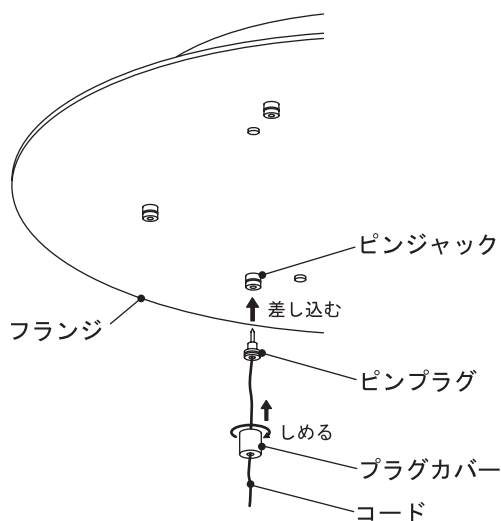 ピンジャック
差し込む
フランジ
ピンプラグ
しめる
プラグカバー
コード